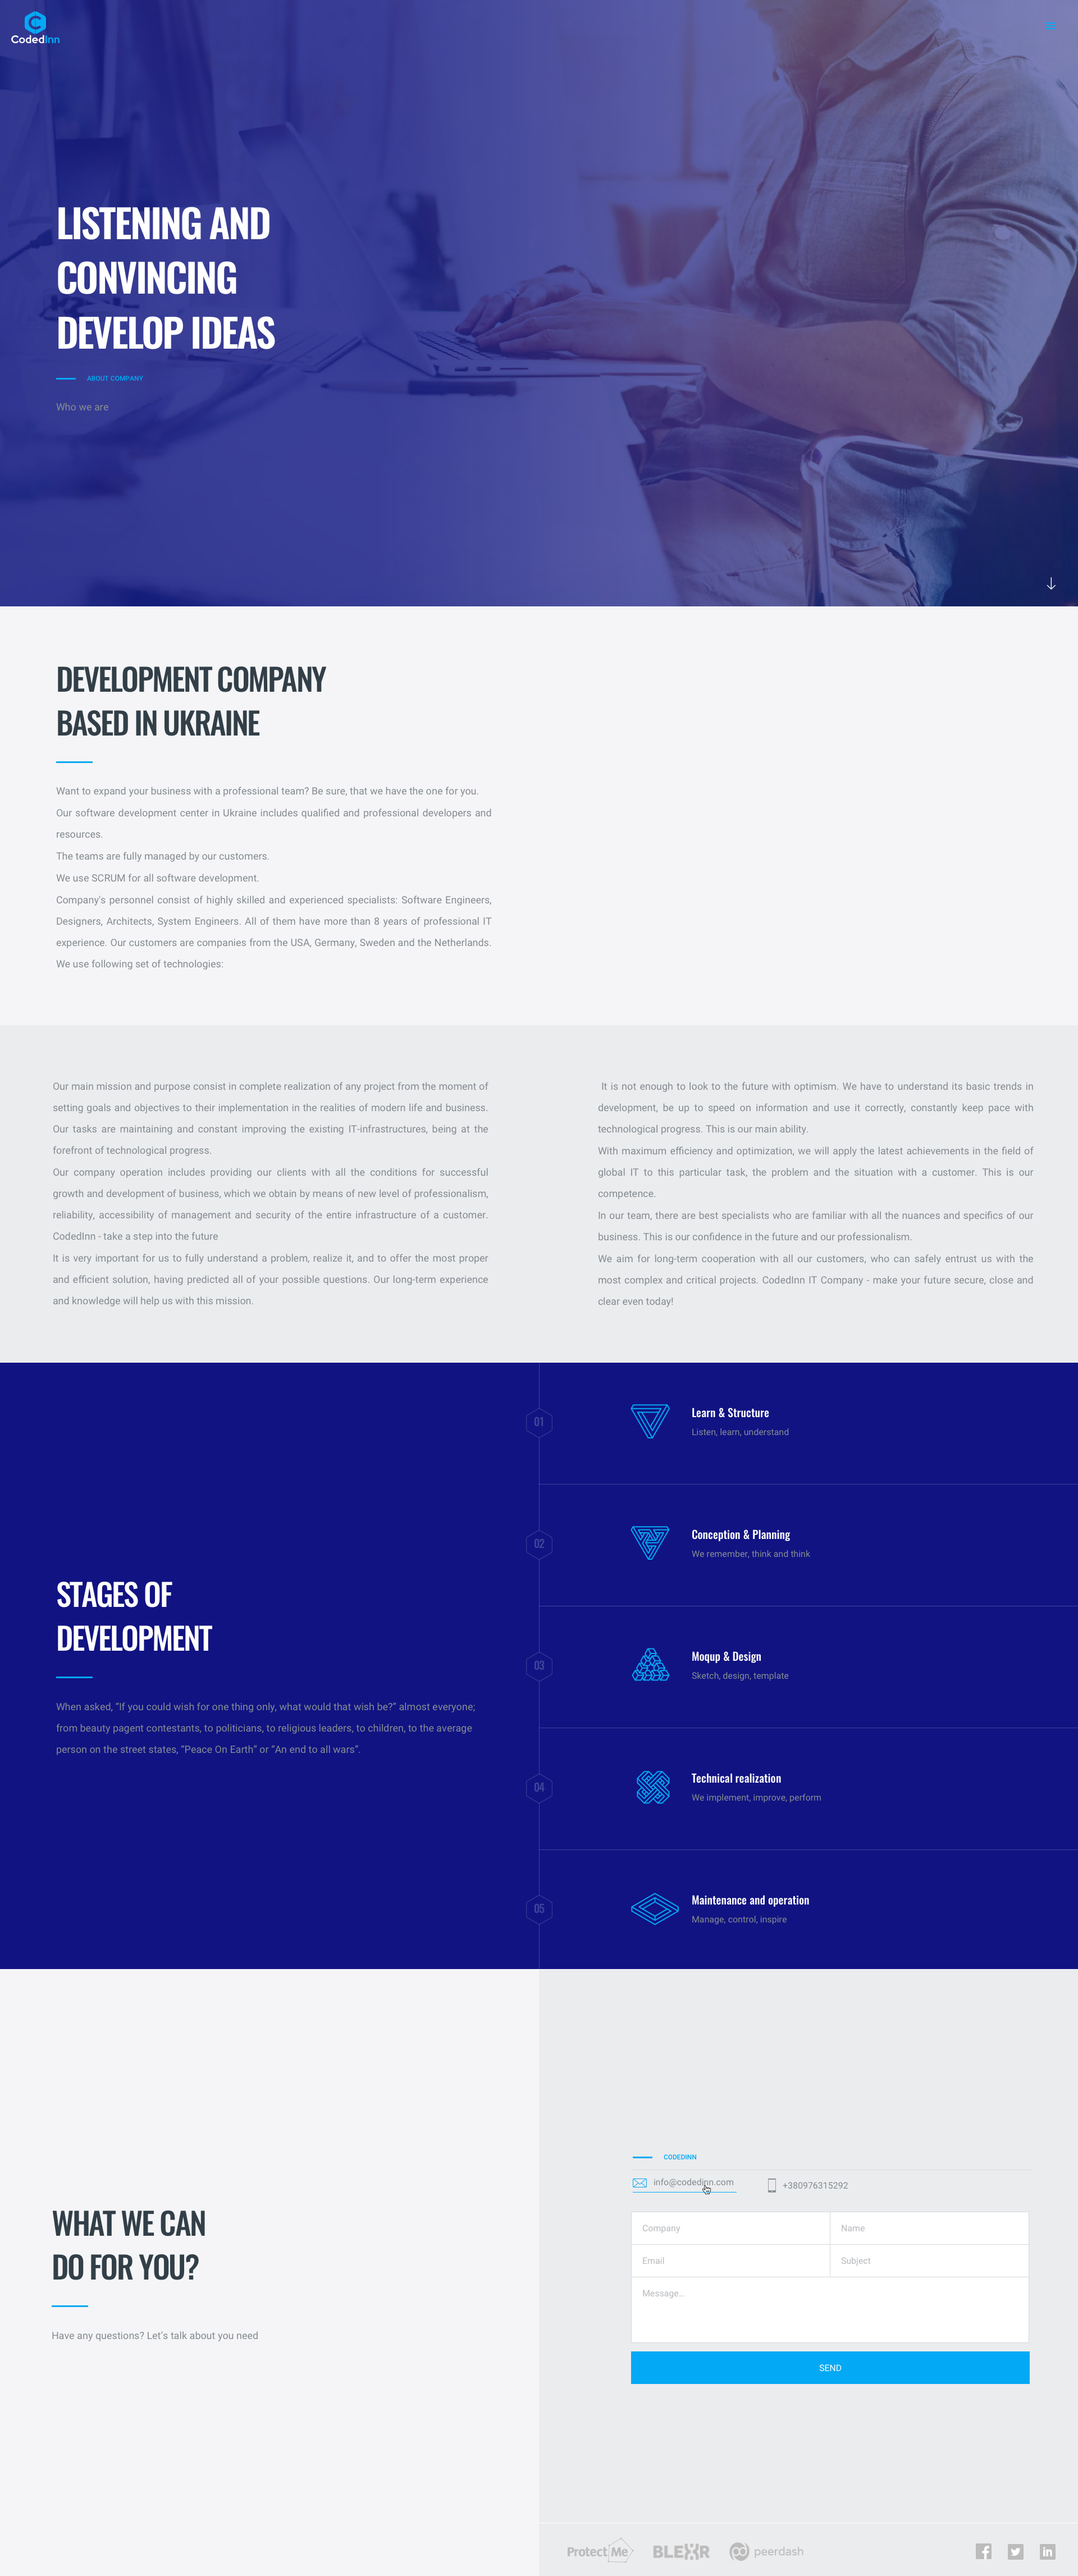 CodedInn
LISTENING AND
CONVINCING
DEVELOP IDEAS
ABOUT COMPANY
Who we are
DEVELOPMENT COMPANY
BASED IN UKRAINE
Want to expand your business with a professional team? Be sure, that we have the one for you.
Our software development center in Ukraine includes qualified and professional developers and
resources.
The teams are fully managed by our customers.
We use SCRUM for all software development.
Company's personnel consist of highly skilled and experienced specialists: Software Engineers,
Designers, Architects, System Engineers. All of them have more than 8 years of professional IT
experience. Our customers are companies from the USA, Germany, Sweden and the Netherlands.
We use following set of technologies:
Our main mission and purpose consist in complete realization of any project from the moment of
setting goals and objectives to their implementation in the realities of modern life and business.
Our tasks are maintaining and constant improving the existing IT-infrastructures, being at the
forefront of technological progress.
Our company operation includes providing our clients with all the conditions for successful
growth and development of business, which we obtain by means of new level of professionalism,
reliability, accessibility of management and security of the entire infrastructure of a customer.
CodedInn - take a step into the future
It is very important for us to fully understand a problem, realize it, and to offer the most proper
and efficient solution, having predicted all of your possible questions. Our long-term experience
and knowledge will help us with this mission.
It is not enough to look to the future with optimism. We have to understand its basic trends in
development, be up to speed on information and use it correctly, constantly keep pace with
technological progress. This is our main ability.
With maximum efficiency and optimization, we will apply the latest achievements in the field of
global IT to this particular task, the problem and the situation with a customer. This is our
competence.
In our team, there are best specialists who are familiar with all the nuances and specifics of our
business. This is our confidence in the future and our professionalism.
We aim for long-term cooperation with all our customers, who can safely entrust us with the
most complex and critical projects. CodedInn IT Company - make your future secure, close and
clear even today!
STAGES OF
DEVELOPMENT
When asked, “If you could wish for one thing only, what would that wish be?” almost everyone;
from beauty pagent contestants, to politicians, to religious leaders, to children, to the average
person on the street states, “Peace On Earth” or “An end to all wars”.
01
Learn & Structure
Listen, learn, understand
02
Conception & Planning
We remember, think and think
03
Moqup & Design
Sketch, design, template
04
Technical realization
We implement, improve, perform
05
Maintenance and operation
Manage, control, inspire
WHAT WE CAN
DO FOR YOU?
Have any questions? Let's talk about you need
CODEDINN
info@codedinn.com
+380976315292
Company
Name
Email
Subject
Message...
SEND
Protect Me
BLEXR
peerdash